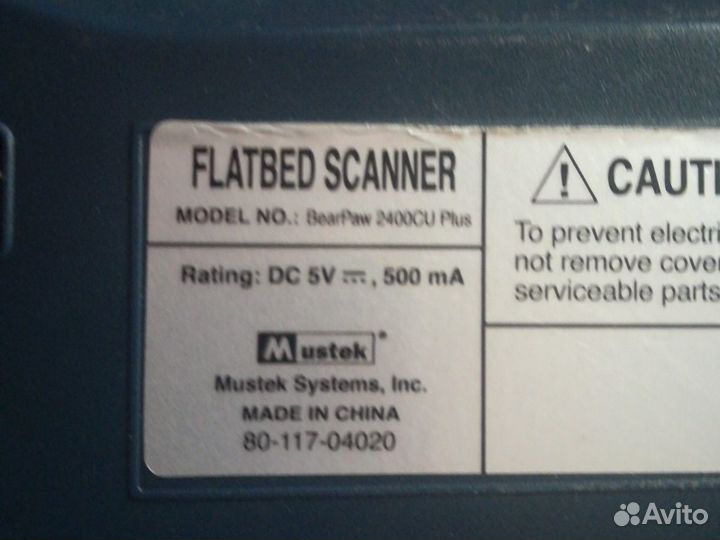 FLATBED SCANNER
MODEL NO.: BearPaw 2400CU Plus
Rating: DC 5V ⎓, 500 mA
Mustek®
Mustek Systems, Inc.
MADE IN CHINA
80-117-04020
CAUTI
To prevent electri
not remove cover
serviceable parts
Avito